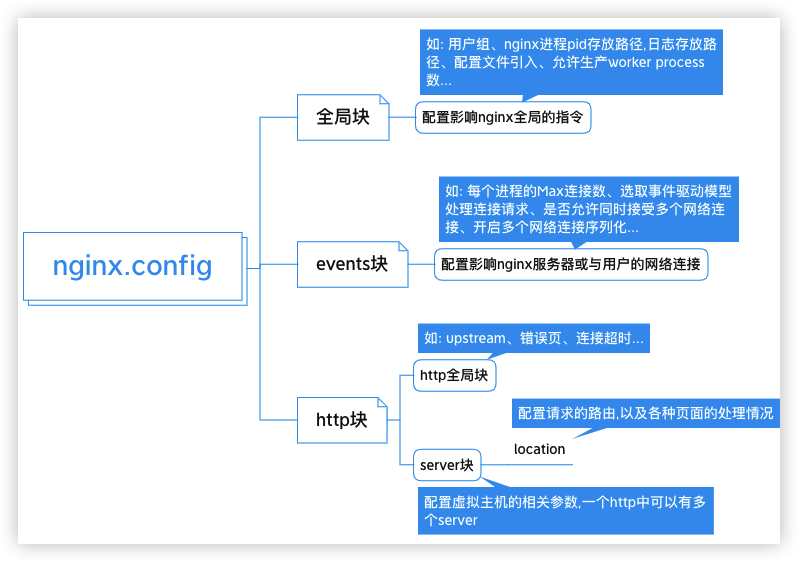 如: 用户组、nginx进程pid存放路径,日志存放路
径、配置文件引入、允许生产worker process
数...
全局块
配置影响nginx全局的指令
如: 每个进程的Max连接数、选取事件驱动模型
处理连接请求、是否允许同时接受多个网络连
接、开启多个网络连接序列化...
nginx.config
events块
配置影响nginx服务器或与用户的网络连接
如: upstream、错误页、连接超时...
http全局块
http块
配置请求的路由,以及各种页面的处理情况
location
server块
配置虚拟主机的相关参数,一个http中可以有多
个server